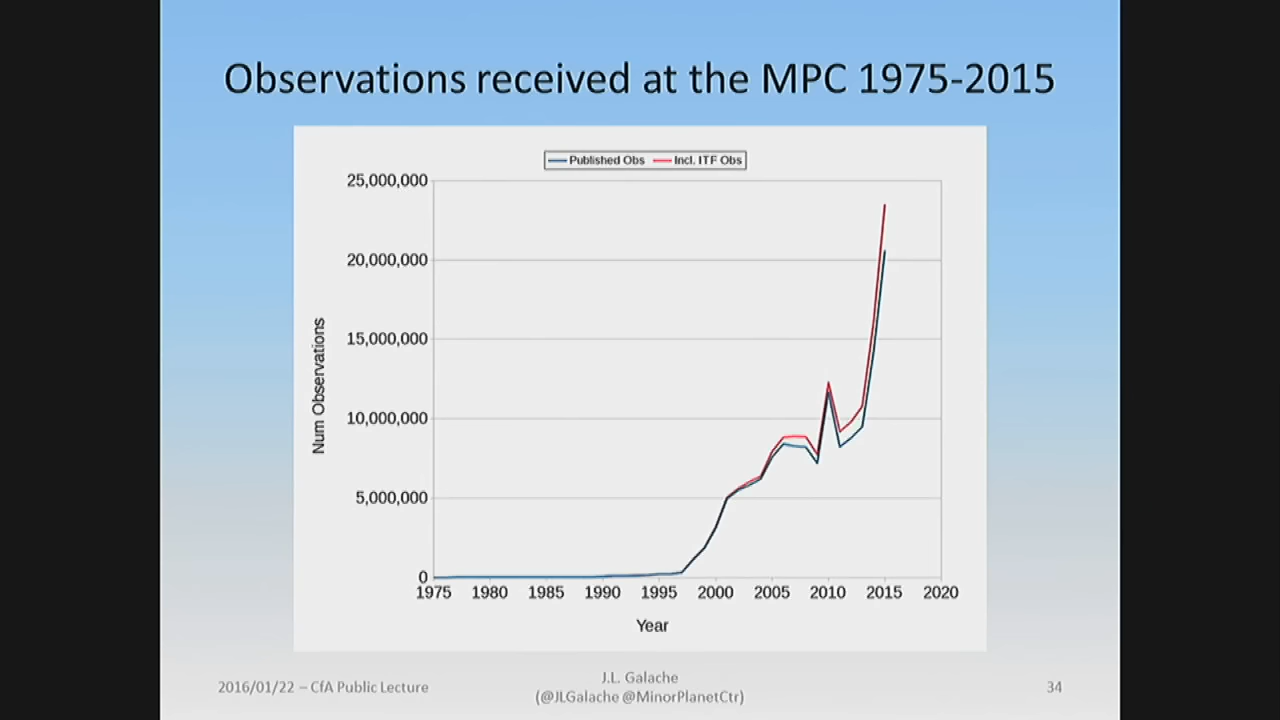 Observations received at the MPC 1975-2015
Published Obs Incl. ITF Obs
25,000,000
20,000,000
15,000,000
10,000,000
5,000,000
0
Num Observations
1975 1980 1985 1990 1995 2000 2005 2010 2015 2020
Year
2016/01/22 – CfA Public Lecture
J.L. Galache
(@JLGalache @MinorPlanetCtr)
34